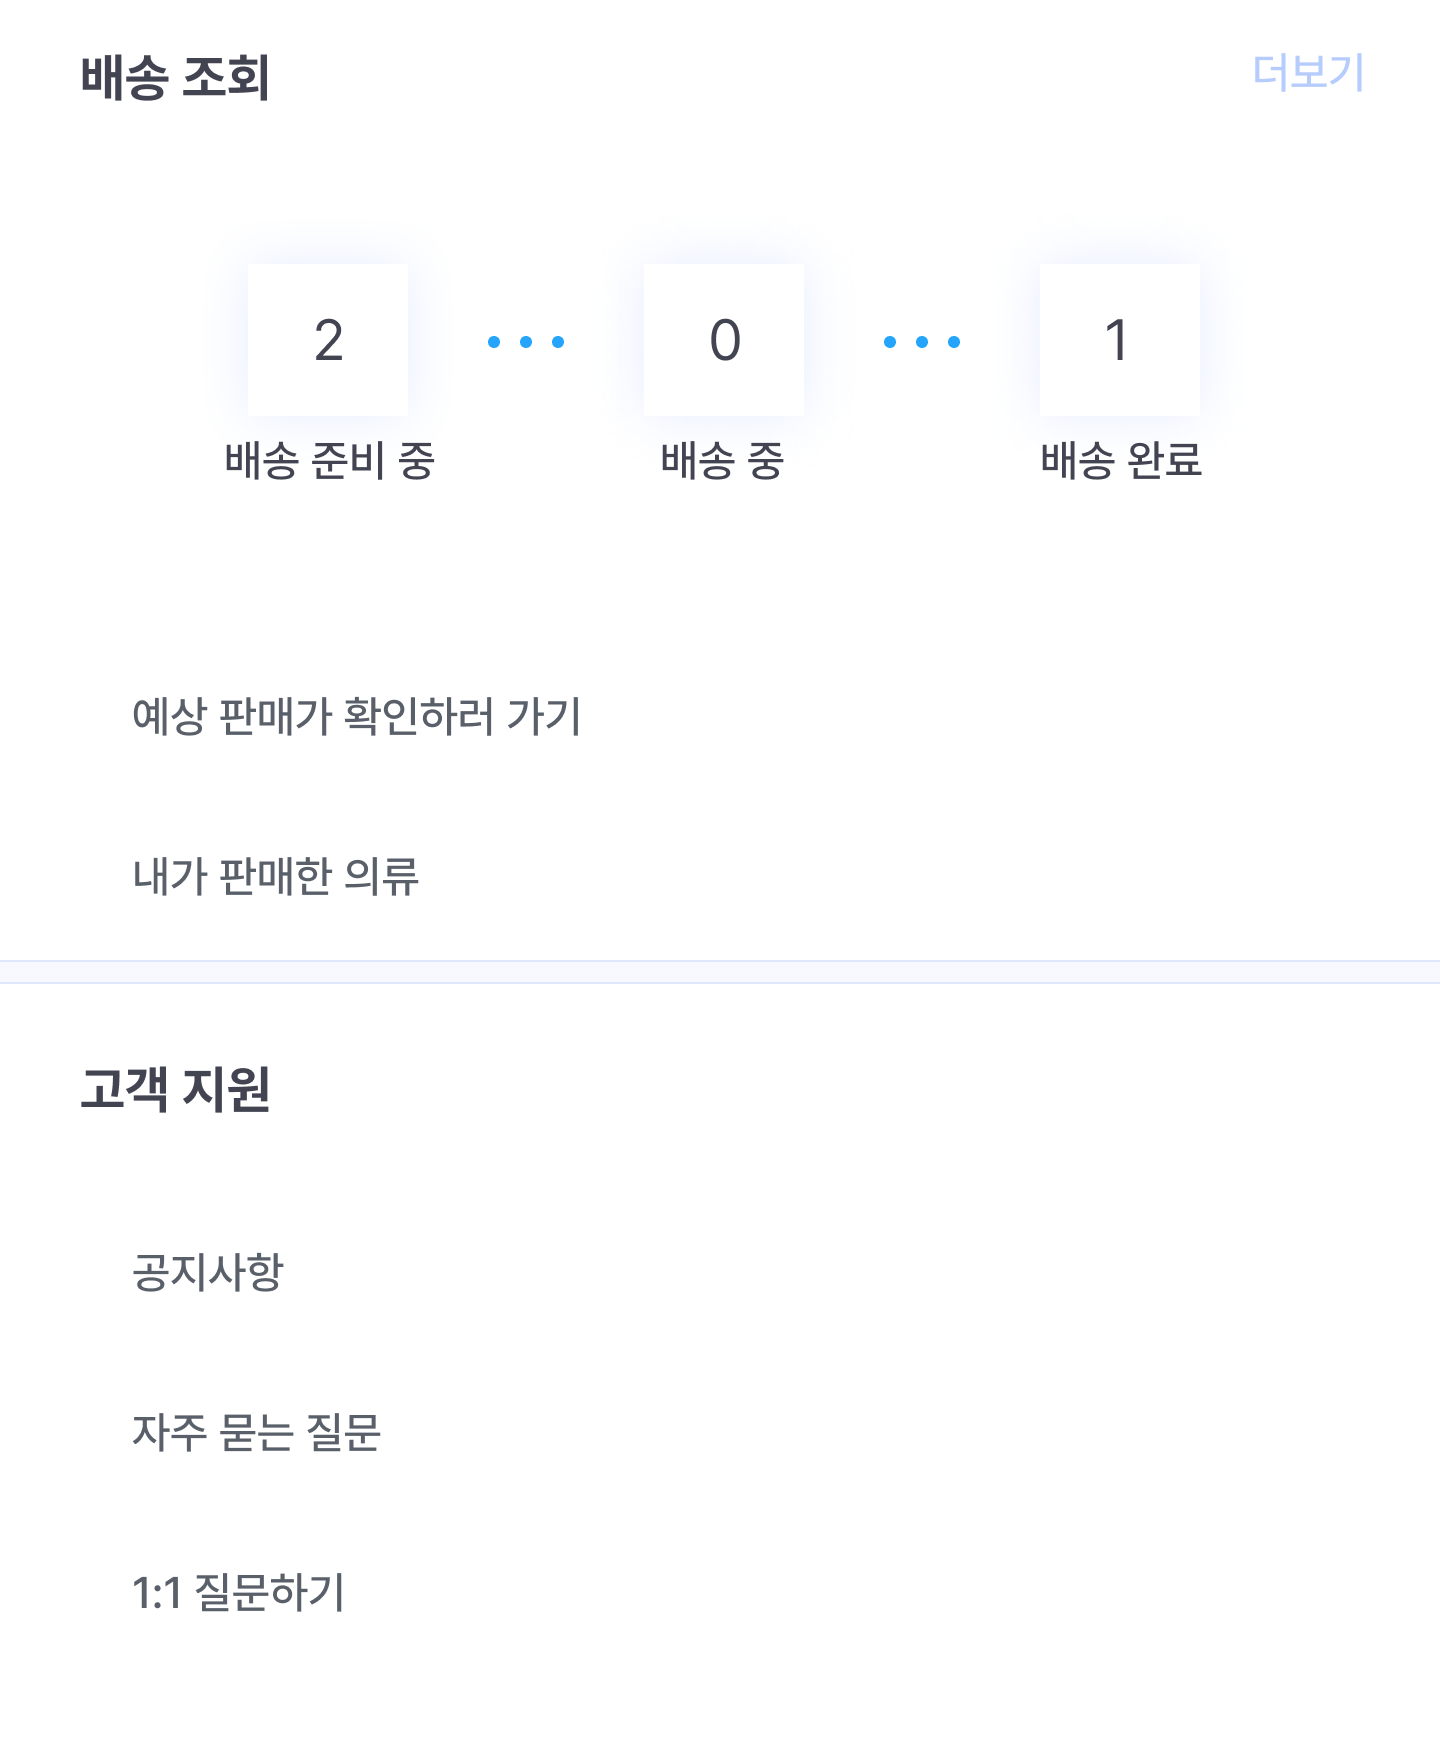 배송 조회
더보기
2
0
1
배송 준비 중
배송 중
배송 완료
예상 판매가 확인하러 가기
내가 판매한 의류
고객 지원
공지사항
자주 묻는 질문
1:1 질문하기